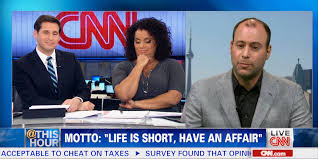 CNN
@THIS
HOUR
MOTTO: "LIFE IS SHORT, HAVE AN AFFAIR"
LIVE CNN
ACCEPTABLE TO CHEAT ON TAXES ▸ SURVEY FOUND THAT OPIN
CNN.com